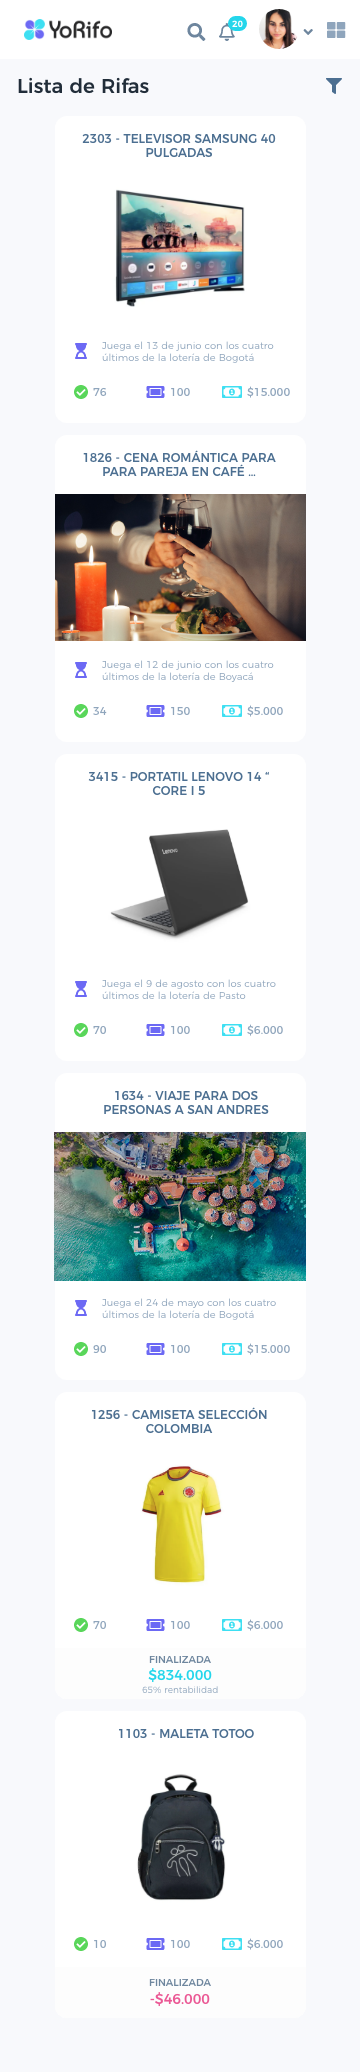 YoRifo
20
Lista de Rifas
2303 - TELEVISOR SAMSUNG 40
PULGADAS
Juega el 13 de junio con los cuatro
últimos de la lotería de Bogotá
76 100 $15.000
1826 - CENA ROMÁNTICA PARA
PARA PAREJA EN CAFÉ ...
Juega el 12 de junio con los cuatro
últimos de la lotería de Boyacá
34 150 $5.000
3415 - PORTATIL LENOVO 14 “
CORE I 5
Lenovo
Juega el 9 de agosto con los cuatro
últimos de la lotería de Pasto
70 100 $6.000
1634 - VIAJE PARA DOS
PERSONAS A SAN ANDRES
Juega el 24 de mayo con los cuatro
últimos de la lotería de Bogotá
90 100 $15.000
1256 - CAMISETA SELECCIÓN
COLOMBIA
70 100 $6.000
FINALIZADA
$834.000
65% rentabilidad
1103 - MALETA TOTOO
10 100 $6.000
FINALIZADA
-$46.000